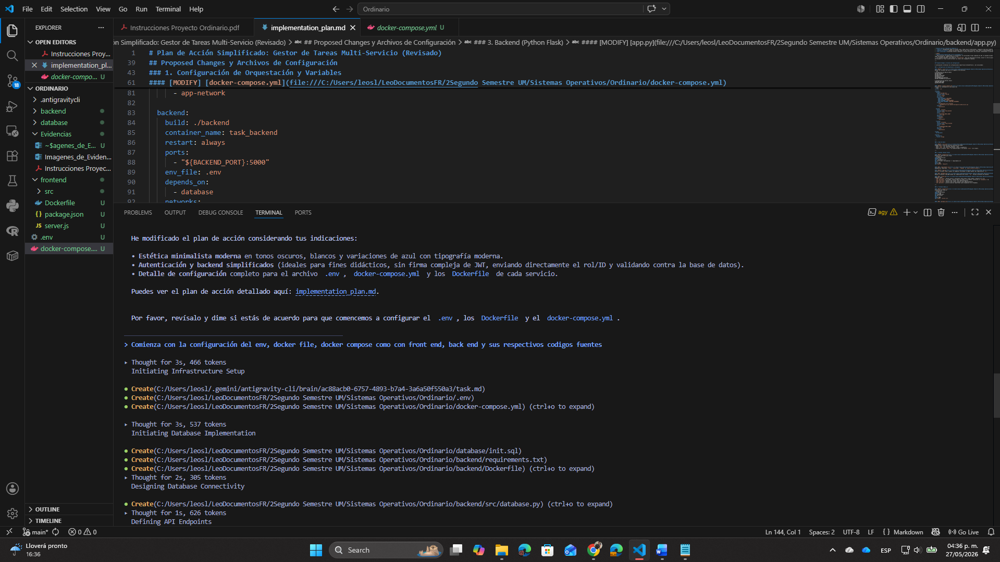 File Edit Selection View Go Run Terminal Help
Ordinario
EXPLORER
OPEN EDITORS
Instrucciones Proy...
implementation_pl...
docker-compo... U
ORDINARIO
.antigravitycli
backend
database
Evidencias
~$agenes_de_E... U
Imagenes_de_Eviden...
Instrucciones Proyec...
frontend
src
Dockerfile U
package.json U
server.js U
.env U
docker-compose.... U
OUTLINE
TIMELINE
18
Instrucciones Proyecto Ordinario.pdf
implementation_plan.md
docker-compose.yml U
ón Simplificado: Gestor de Tareas Multi-Servicio (Revisado) > ## Proposed Changes y Archivos de Configuración > ### 3. Backend (Python Flask) > #### [MODIFY] [app.py](file:///C:/Users/leosl/LeoDocumentosFR/2Segundo Semestre UM/Sistemas Operativos/Ordinario/backend/app.py)
1 # Plan de Acción Simplificado: Gestor de Tareas Multi-Servicio (Revisado)
39 ## Proposed Changes y Archivos de Configuración
43 ### 1. Configuración de Orquestación y Variables
61 #### [MODIFY] [docker-compose.yml](file:///C:/Users/leosl/LeoDocumentosFR/2Segundo Semestre UM/Sistemas Operativos/Ordinario/docker-compose.yml)
81 - app-network
82
83 backend:
84 build: ./backend
85 container_name: task_backend
86 restart: always
87 ports:
88 - "${BACKEND_PORT}:5000"
89 env_file: .env
90 depends_on:
91 - database
92 networks:
PROBLEMS OUTPUT DEBUG CONSOLE TERMINAL PORTS
agy
He modificado el plan de acción considerando tus indicaciones:
• Estética minimalista moderna en tonos oscuros, blancos y variaciones de azul con tipografía moderna.
• Autenticación y backend simplificados (ideales para fines didácticos, sin firma compleja de JWT, enviando directamente el rol/ID y validando contra la base de datos).
• Detalle de configuración completo para el archivo .env , docker-compose.yml y los Dockerfile de cada servicio.
Puedes ver el plan de acción detallado aquí: implementation_plan.md.
Por favor, revísalo y dime si estás de acuerdo para que comencemos a configurar el .env , los Dockerfile y el docker-compose.yml .
> Comienza con la configuración del env, docker file, docker compose como con front end, back end y sus respectivos codigos fuentes
▸ Thought for 3s, 466 tokens
Initiating Infrastructure Setup
● Create(C:/Users/leosl/.gemini/antigravity-cli/brain/ac88acb0-6757-4893-b7a4-3a6a50f550a3/task.md)
● Create(C:/Users/leosl/LeoDocumentosFR/2Segundo Semestre UM/Sistemas Operativos/Ordinario/.env)
● Create(C:/Users/leosl/LeoDocumentosFR/2Segundo Semestre UM/Sistemas Operativos/Ordinario/docker-compose.yml) (ctrl+o to expand)
▸ Thought for 3s, 537 tokens
Initiating Database Implementation
● Create(C:/Users/leosl/LeoDocumentosFR/2Segundo Semestre UM/Sistemas Operativos/Ordinario/database/init.sql)
● Create(C:/Users/leosl/LeoDocumentosFR/2Segundo Semestre UM/Sistemas Operativos/Ordinario/backend/requirements.txt)
● Create(C:/Users/leosl/LeoDocumentosFR/2Segundo Semestre UM/Sistemas Operativos/Ordinario/backend/Dockerfile) (ctrl+o to expand)
▸ Thought for 2s, 305 tokens
Designing Database Connectivity
● Create(C:/Users/leosl/LeoDocumentosFR/2Segundo Semestre UM/Sistemas Operativos/Ordinario/backend/src/database.py) (ctrl+o to expand)
▸ Thought for 1s, 626 tokens
Defining API Endpoints
main* 0 0
Ln 144, Col 1 Spaces: 2 UTF-8 LF { } Markdown Go Live
Lloverá pronto
16:36
Search
ESP
04:36 p. m.
27/05/2026